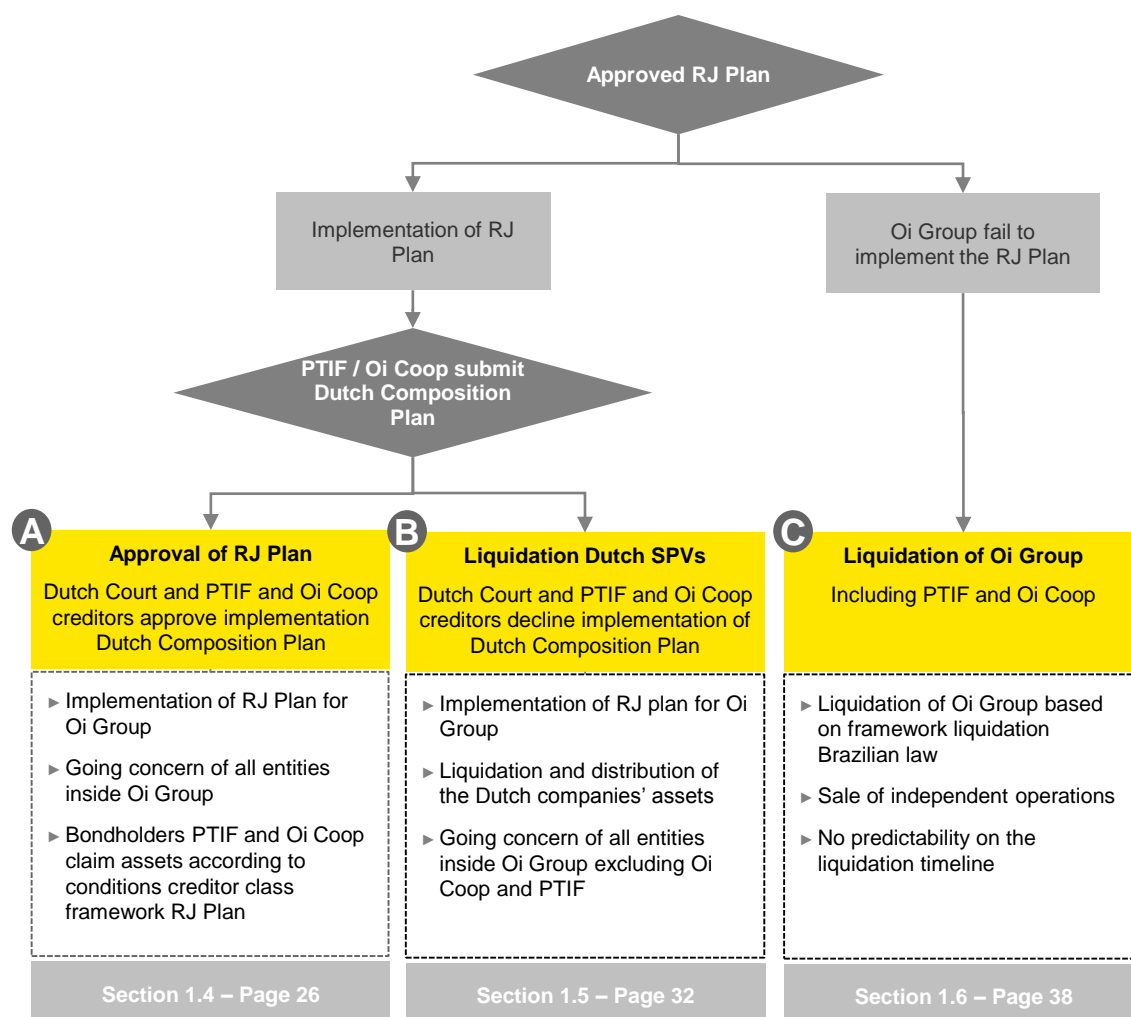 Approved RJ Plan
Implementation of RJ
Plan
Oi Group fail to
implement the RJ Plan
PTIF / Oi Coop submit
Dutch Composition
Plan
A
Approval of RJ Plan
Dutch Court and PTIF and Oi Coop
creditors approve implementation
Dutch Composition Plan
► Implementation of RJ Plan for
Oi Group
► Going concern of all entities
inside Oi Group
► Bondholders PTIF and Oi Coop
claim assets according to
conditions creditor class
framework RJ Plan
Section 1.4 – Page 26
B
Liquidation Dutch SPVs
Dutch Court and PTIF and Oi Coop
creditors decline implementation of
Dutch Composition Plan
► Implementation of RJ plan for Oi
Group
► Liquidation and distribution of
the Dutch companies’ assets
► Going concern of all entities
inside Oi Group excluding Oi
Coop and PTIF
Section 1.5 – Page 32
C
Liquidation of Oi Group
Including PTIF and Oi Coop
► Liquidation of Oi Group based
on framework liquidation
Brazilian law
► Sale of independent operations
► No predictability on the
liquidation timeline
Section 1.6 – Page 38